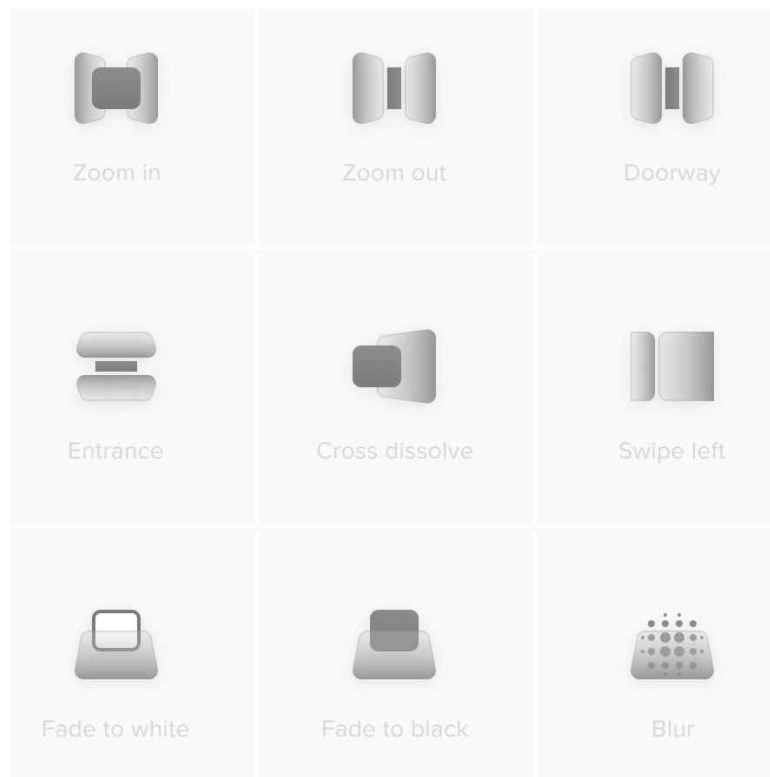 Zoom in
Zoom out
Doorway
Entrance
Cross dissolve
Swipe left
Fade to white
Fade to black
Blur